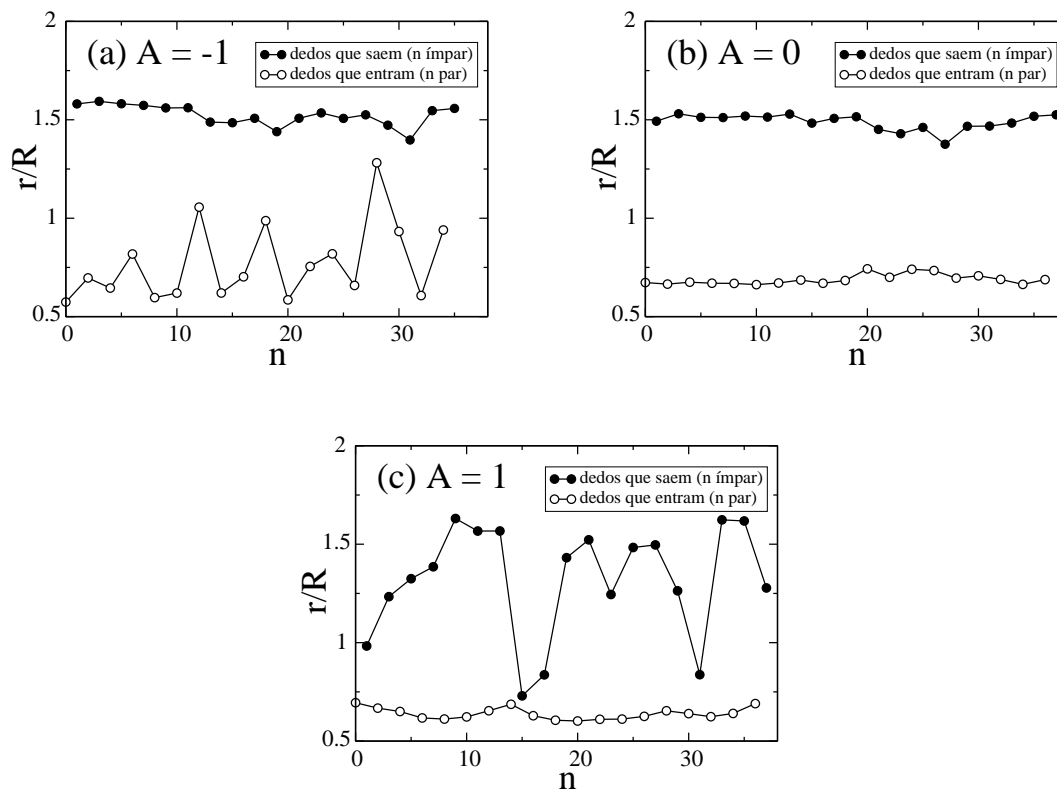 (a) A = -1
dedos que saem (n ímpar)
dedos que entram (n par)
2
1.5
1
0.5
r/R
0 10 20 30
n
(b) A = 0
dedos que saem (n ímpar)
dedos que entram (n par)
2
1.5
1
0.5
r/R
0 10 20 30
n
(c) A = 1
dedos que saem (n ímpar)
dedos que entram (n par)
2
1.5
1
0.5
r/R
0 10 20 30
n